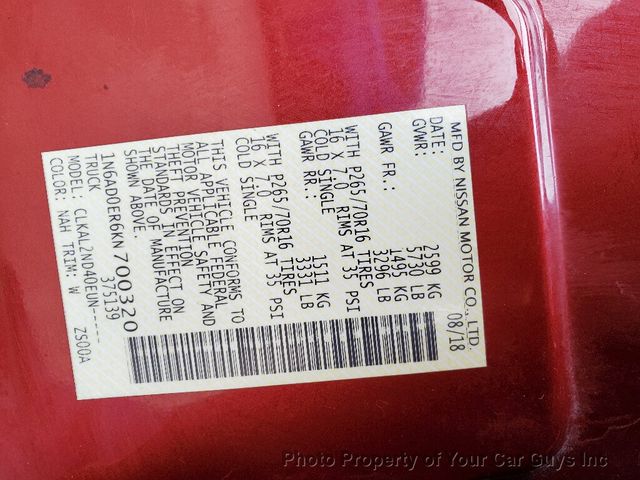 MFD BY NISSAN MOTOR CO., LTD.
DATE: 08/18
GVWR: 2599 KG
5730 LB
GAWR FR.: 1495 KG
3296 LB
WITH P265/70R16 TIRES
16 X 7.0 RIMS AT 35 PSI
COLD SINGLE
GAWR RR.: 1511 KG
3331 LB
WITH P265/70R16 TIRES
16 X 7.0 RIMS AT 35 PSI
COLD SINGLE
THIS VEHICLE CONFORMS TO
ALL APPLICABLE FEDERAL
MOTOR VEHICLE SAFETY AND
THEFT PREVENTION
STANDARDS IN EFFECT ON
THE DATE OF MANUFACTURE
SHOWN ABOVE.
1N6AD0ER6KN700320
TRUCK 375139
MODEL: CLKAL2ND40EUN-----
COLOR: NAH TRIM: W ZS00A
Photo Property of Your Car Guys Inc